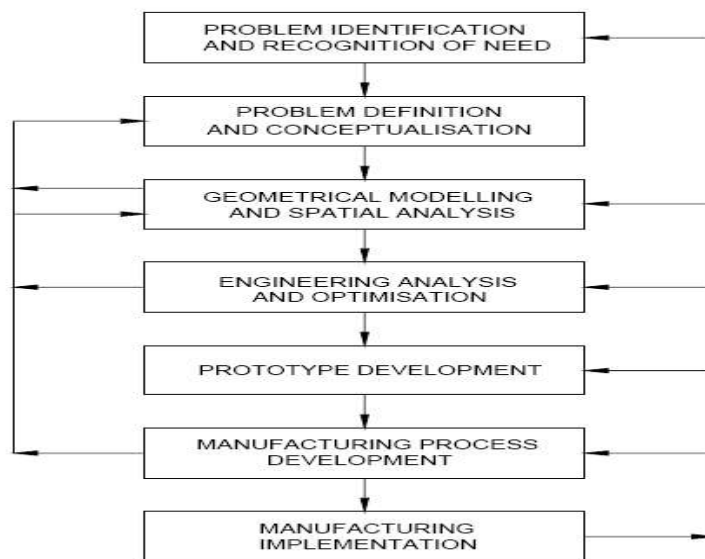 PROBLEM IDENTIFICATION
AND RECOGNITION OF NEED
PROBLEM DEFINITION
AND CONCEPTUALISATION
GEOMETRICAL MODELLING
AND SPATIAL ANALYSIS
ENGINEERING ANALYSIS
AND OPTIMISATION
PROTOTYPE DEVELOPMENT
MANUFACTURING PROCESS
DEVELOPMENT
MANUFACTURING
IMPLEMENTATION